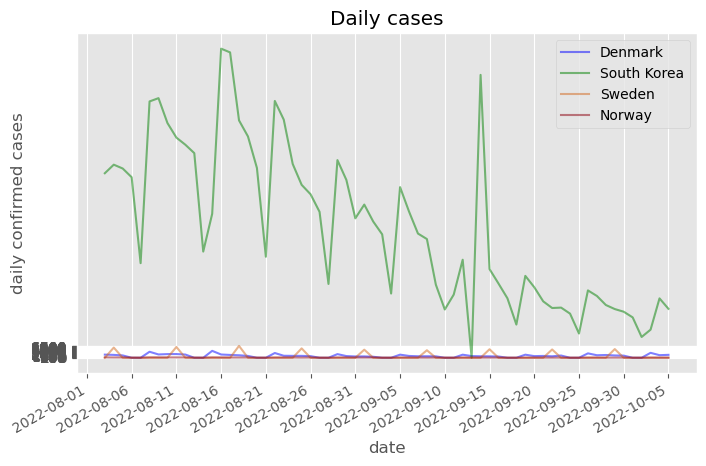 Daily cases
Denmark
South Korea
Sweden
Norway
daily confirmed cases
2022-08-01
2022-08-06
2022-08-11
2022-08-16
2022-08-21
2022-08-26
2022-08-31
2022-09-05
2022-09-10
2022-09-15
2022-09-20
2022-09-25
2022-09-30
2022-10-05
date